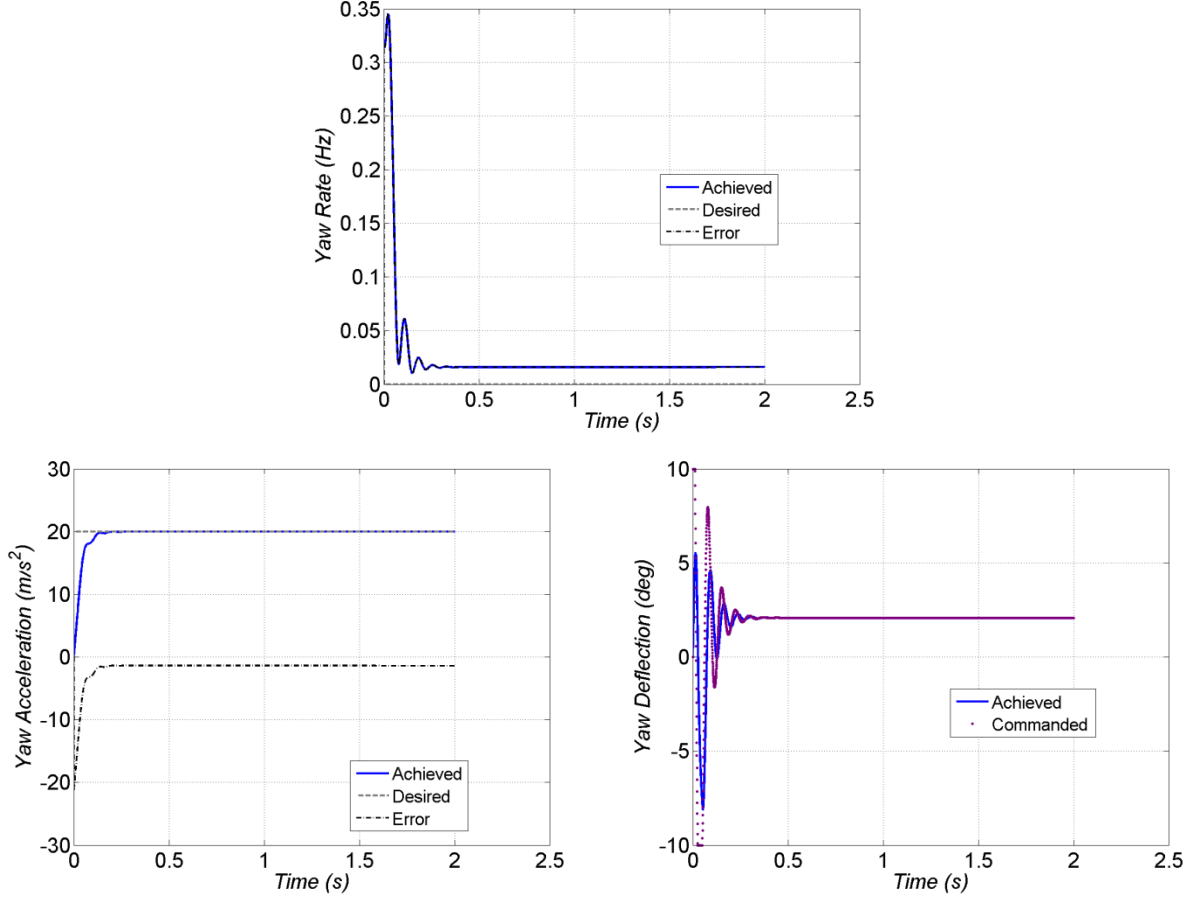 0.35
0.3
0.25
0.2
0.15
0.1
0.05
0
Yaw Rate (Hz)
Achieved
Desired
Error
0 0.5 1 1.5 2 2.5
Time (s)
30
20
10
0
-10
-20
-30
Yaw Acceleration (m/s²)
Achieved
Desired
Error
0 0.5 1 1.5 2 2.5
Time (s)
10
5
0
-5
-10
Yaw Deflection (deg)
Achieved
Commanded
0 0.5 1 1.5 2 2.5
Time (s)